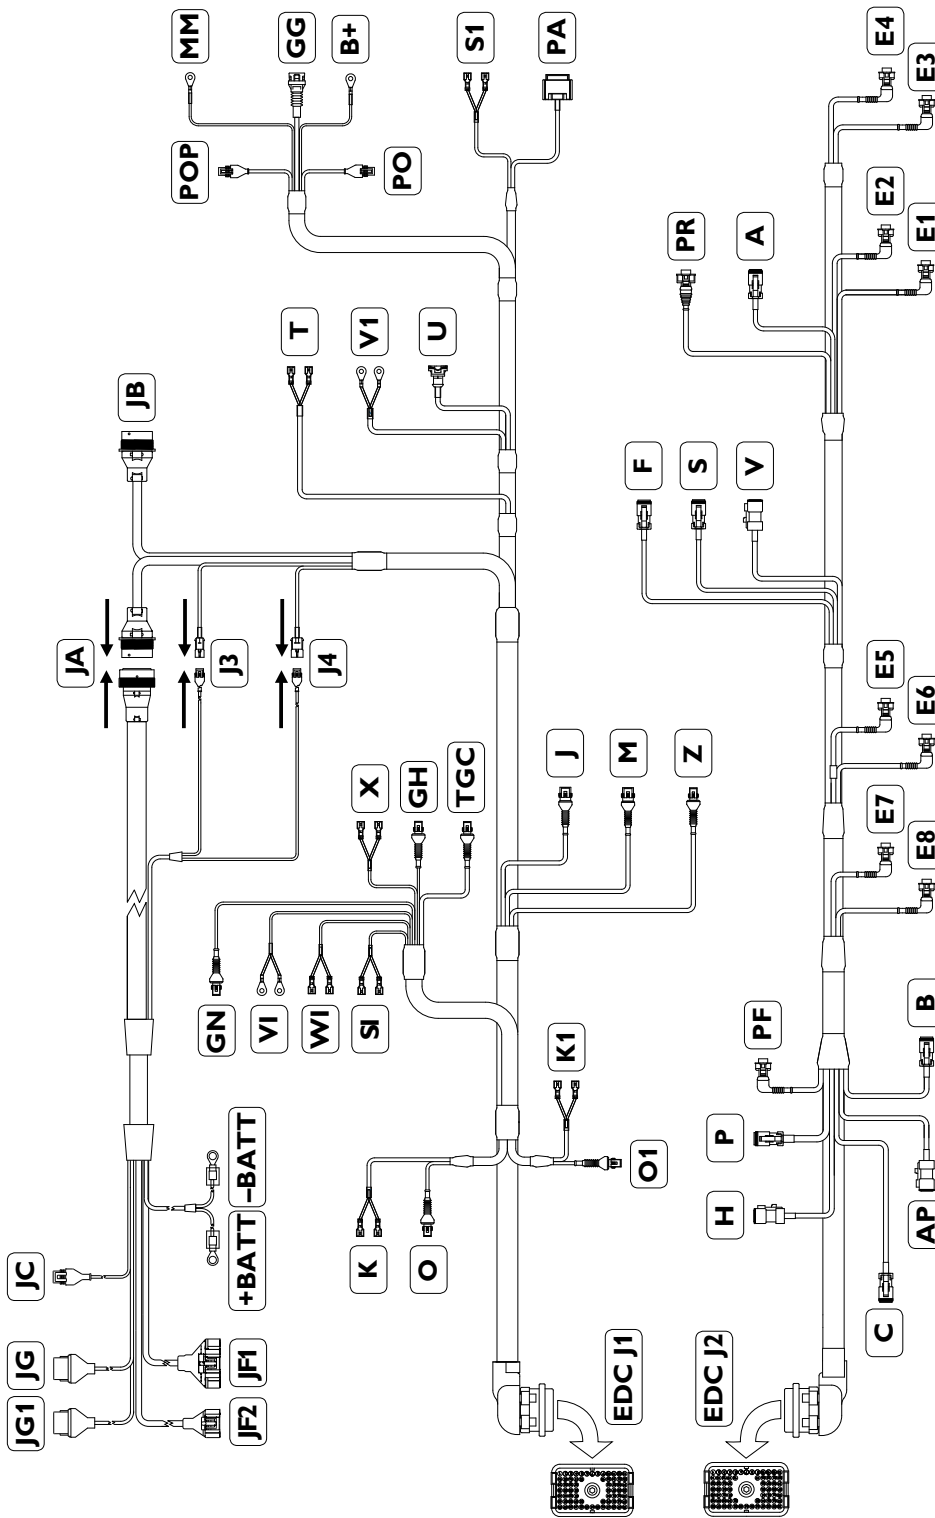 JG1
JG
JC
JF2
JF1
+BATT
–BATT
JA
J3
J4
JB
MM
POP
GG
B+
PO
GN
VI
WI
SI
X
GH
TGC
T
V1
U
S1
PA
K
O
K1
O1
J
M
Z
EDC J1
EDC J2
H
P
PF
C
AP
B
E7
E8
E5
E6
F
S
V
PR
A
E2
E1
E4
E3